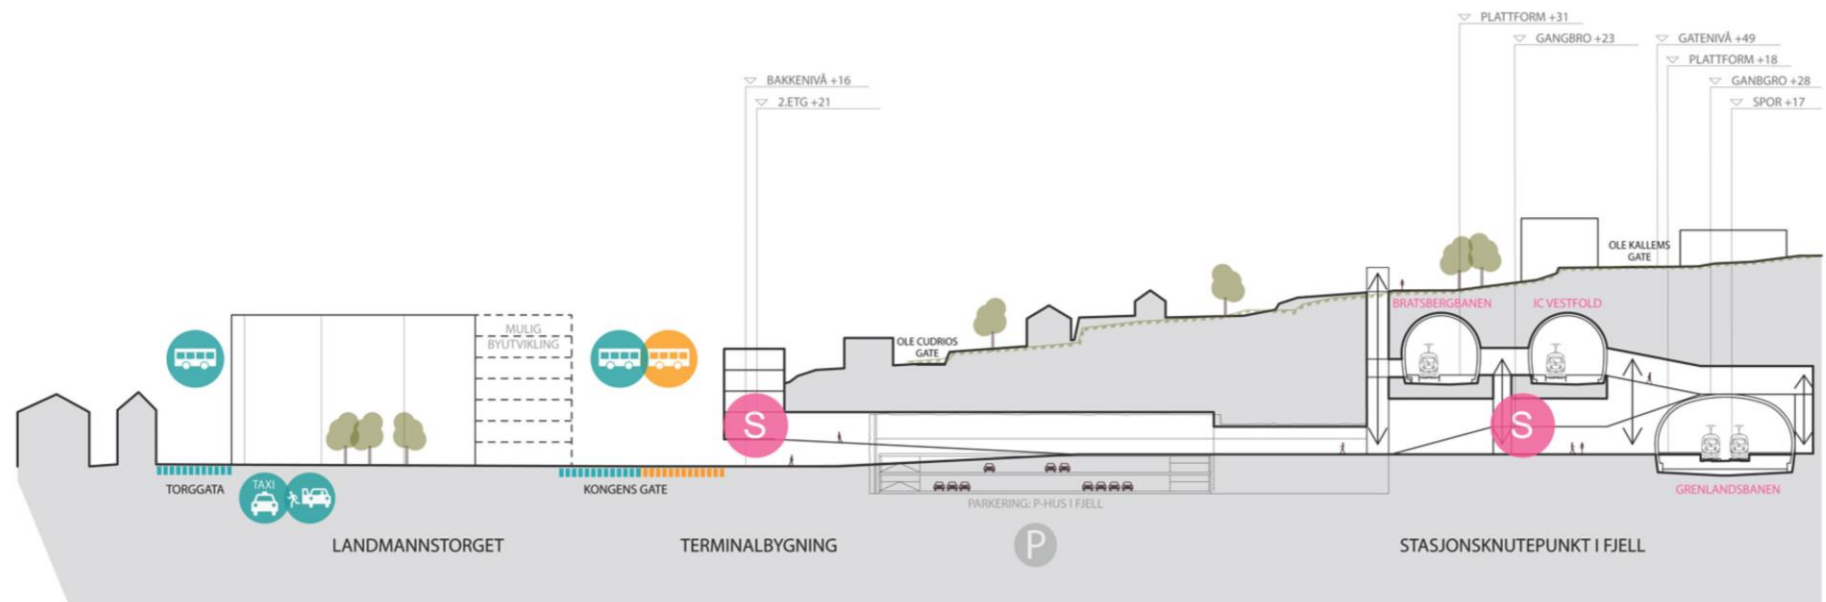 PLATTFORM +31
GANGBRO +23
GATENIVÅ +49
PLATTFORM +18
BAKKENIVÅ +16
GANBGRO +28
2.ETG +21
SPOR +17
OLE KALLEMS
GATE
BRATSBERGBANEN
IC VESTFOLD
MULIG
BYUTVIKLING
OLE CUDRIOS
GATE
S
S
TORGGATA
TAXI
KONGENS GATE
GRENLANDSBANEN
PARKERING: P-HUS I FJELL
LANDMANNSTORGET
TERMINALBYGNING
P
STASJONSKNUTEPUNKT I FJELL